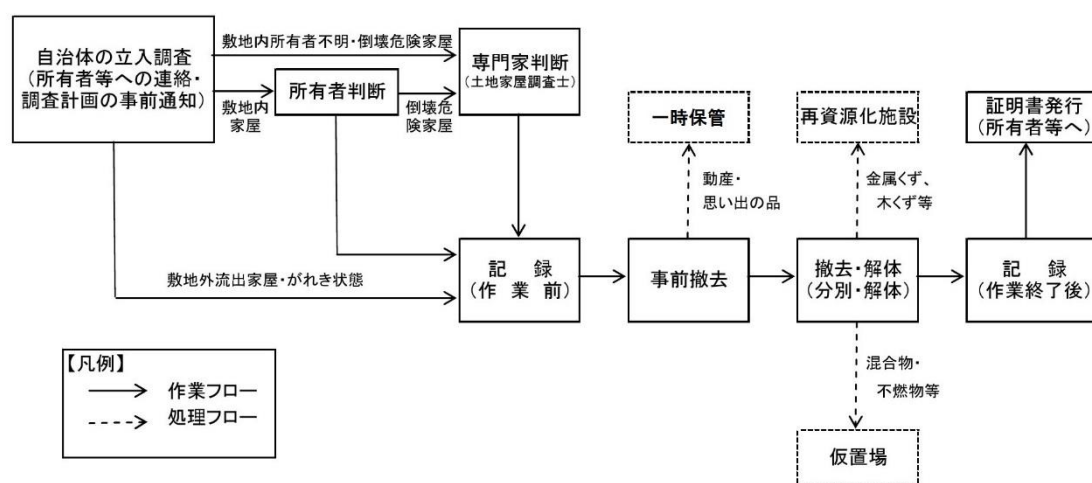 自治体の立入調査
(所有者等への連絡・
調査計画の事前通知)
敷地内所有者不明・倒壊危険家屋
敷地内
家屋
所有者判断
倒壊危
険家屋
専門家判断
(土地家屋調査士)
敷地外流出家屋・がれき状態
記 録
(作 業 前)
一時保管
動産・
思い出の品
事前撤去
再資源化施設
金属くず、
木くず等
撤去・解体
(分別・解体)
混合物・
不燃物等
仮置場
証明書発行
(所有者等へ)
記 録
(作業終了後)
【凡例】
作業フロー
処理フロー